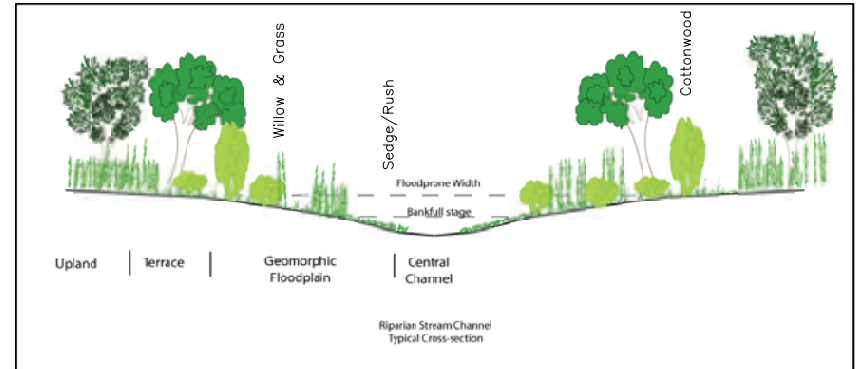 Willow & Grass
Sedge/Rush
Cottonwood
Floodprone Width
Bankfull stage
Upland
Terrace
Geomorphic
Floodplain
Central
Channel
Riparian Stream Channel
Typical Cross-section